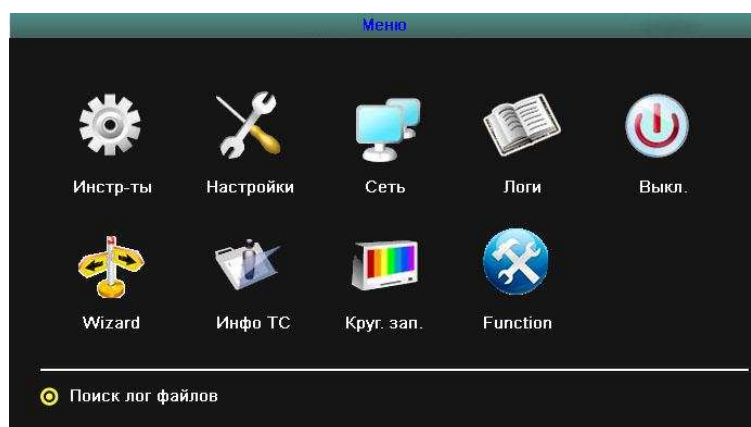 Меню
Инстр-ты Настройки Сеть Логи Выкл.
Wizard Инфо ТС Круг. зап. Function
Поиск лог файлов